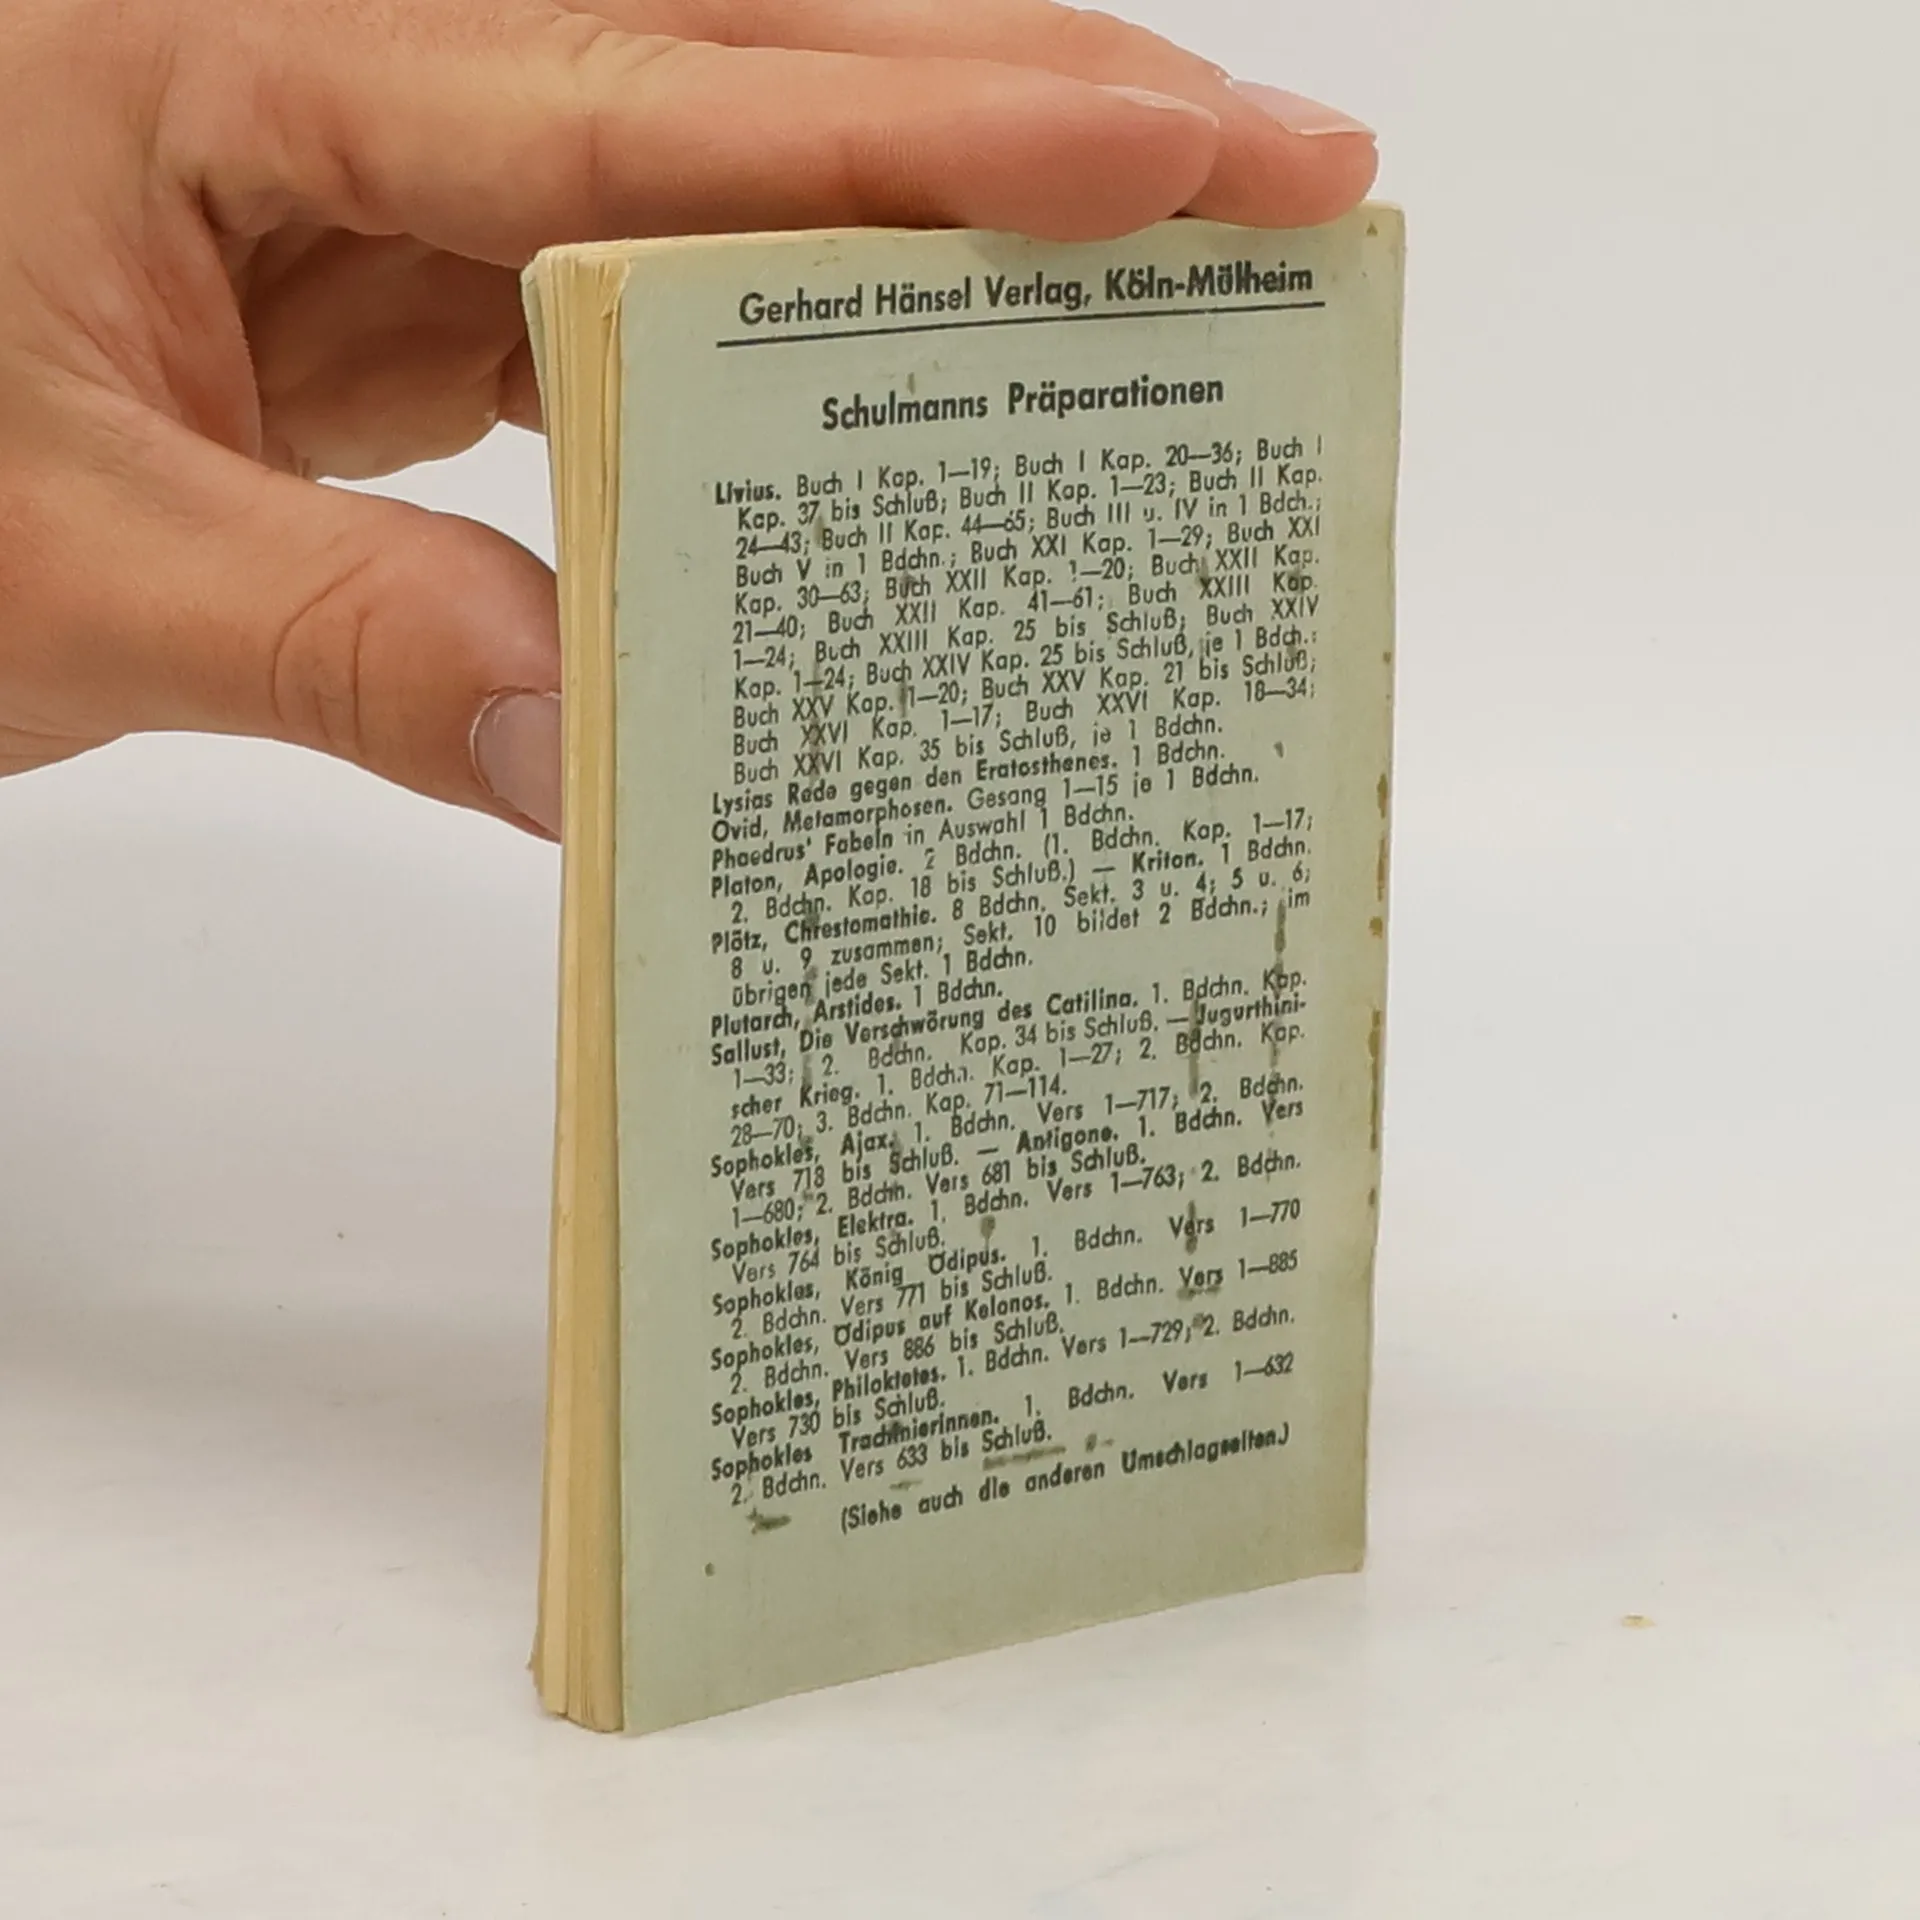 Gerhard Hänsel Verlag, Köln-Mülheim
Schulmanns Präparationen
Livius. Buch I Kap. 1—19; Buch I Kap. 20—36; Buch I
Kap. 37 bis Schluß; Buch II Kap. 1—23; Buch II Kap.
24—43; Buch II Kap. 44—65; Buch III u. IV in 1 Bdch.;
Buch V in 1 Bdchn.; Buch XXI Kap. 1—29; Buch XXI
Kap. 30—63; Buch XXII Kap. 1—20; Buch XXII Kap.
21—40; Buch XXII Kap. 41—61; Buch XXIII Kap.
1—24; Buch XXIII Kap. 25 bis Schluß; Buch XXIV
Kap. 1—24; Buch XXIV Kap. 25 bis Schluß, je 1 Bdch.;
Buch XXV Kap. 1—20; Buch XXV Kap. 21 bis Schluß;
Buch XXVI Kap. 1—17; Buch XXVI Kap. 18—34;
Buch XXVI Kap. 35 bis Schluß, je 1 Bdchn.
Lysias Rede gegen den Eratosthenes. 1 Bdchn.
Ovid, Metamorphosen. Gesang 1—15 je 1 Bdchn.
Phaedrus' Fabeln in Auswahl 1 Bdchn.
Platon, Apologie. 2 Bdchn. (1. Bdchn. Kap. 1—17;
2. Bdchn. Kap. 18 bis Schluß.) — Kriton. 1 Bdchn.
Plötz, Chrestomathie. 8 Bdchn. Sekt. 3 u. 4; 5 u. 6;
8 u. 9 zusammen; Sekt. 10 bildet 2 Bdchn.; im
übrigen jede Sekt. 1 Bdchn.
Plutarch, Arstides. 1 Bdchn.
Sallust, Die Verschwörung des Catilina. 1. Bdchn. Kap.
1—33; 2. Bdchn. Kap. 34 bis Schluß. — Jugurthini-
scher Krieg. 1. Bdchn. Kap. 1—27; 2. Bdchn. Kap.
28—70; 3. Bdchn. Kap. 71—114.
Sophokles, Ajax. 1. Bdchn. Vers 1—717; 2. Bdchn.
Vers 718 bis Schluß. — Antigone. 1. Bdchn. Vers
1—680; 2. Bdchn. Vers 681 bis Schluß.
Sophokles, Elektra. 1. Bdchn. Vers 1—763; 2. Bdchn.
Vers 764 bis Schluß.
Sophokles, König Ödipus. 1. Bdchn. Vers 1—770
2. Bdchn. Vers 771 bis Schluß.
Sophokles, Ödipus auf Kolonos. 1. Bdchn. Vers 1—885
2. Bdchn. Vers 886 bis Schluß.
Sophokles, Philoktetes. 1. Bdchn. Vers 1—729; 2. Bdchn.
Vers 730 bis Schluß.
Sophokles Trachinierinnen. 1. Bdchn. Vers 1—632
2. Bdchn. Vers 633 bis Schluß.
(Siehe auch die anderen Umschlagseiten.)